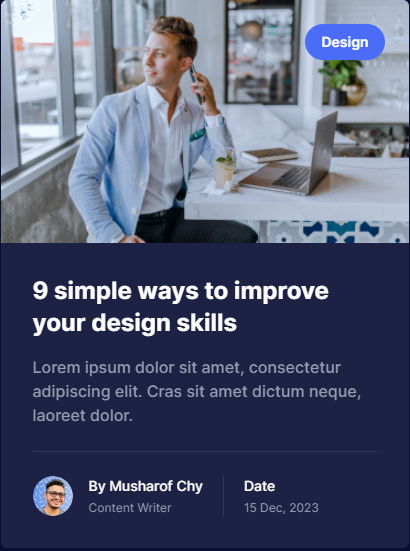 Design
9 simple ways to improve
your design skills
Lorem ipsum dolor sit amet, consectetur
adipiscing elit. Cras sit amet dictum neque,
laoreet dolor.
By Musharof Chy
Date
Content Writer
15 Dec, 2023